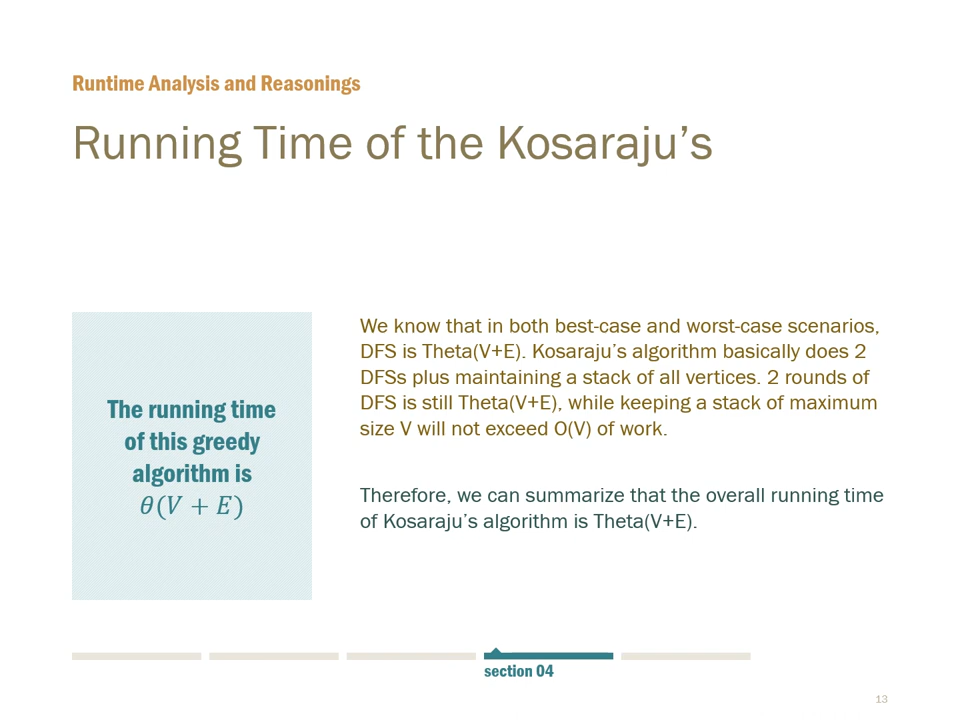 Runtime Analysis and Reasonings
Running Time of the Kosaraju’s
The running time
of this greedy
algorithm is
𝜃(𝑉 + 𝐸)
We know that in both best-case and worst-case scenarios,
DFS is Theta(V+E). Kosaraju’s algorithm basically does 2
DFSs plus maintaining a stack of all vertices. 2 rounds of
DFS is still Theta(V+E), while keeping a stack of maximum
size V will not exceed O(V) of work.
Therefore, we can summarize that the overall running time
of Kosaraju’s algorithm is Theta(V+E).
section 04
13